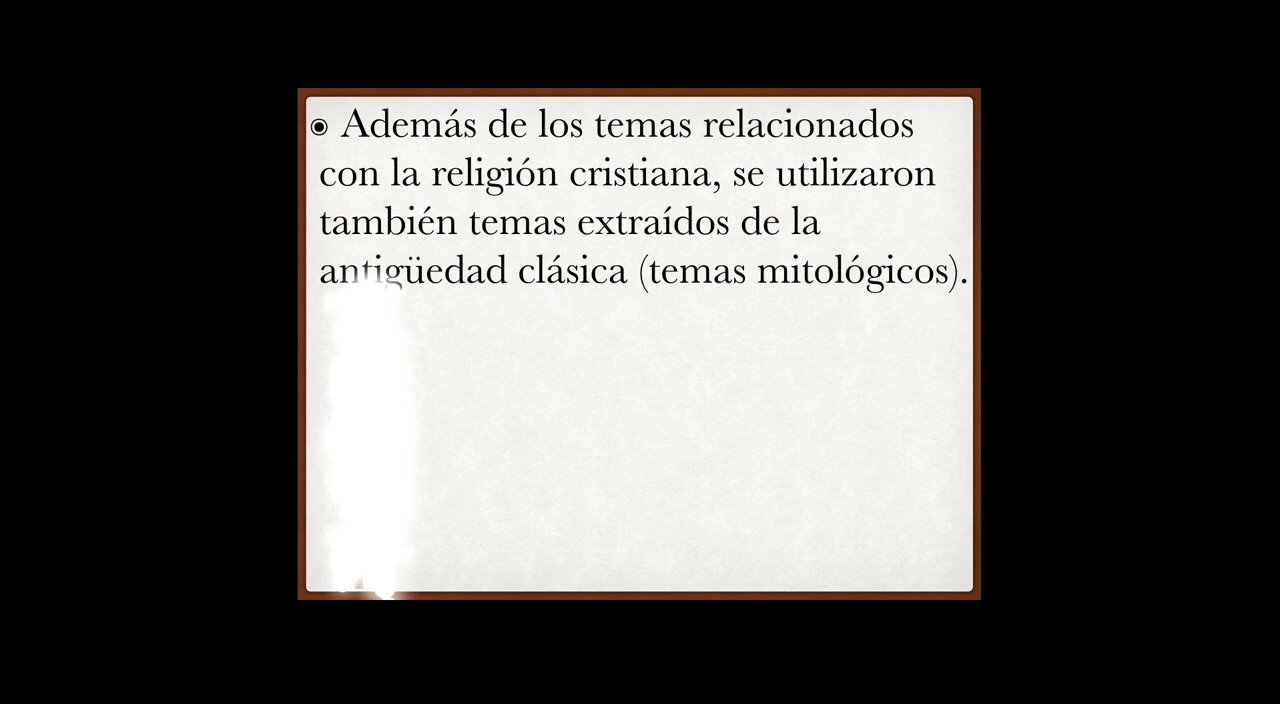 Además de los temas relacionados
con la religión cristiana, se utilizaron
también temas extraídos de la
antigüedad clásica (temas mitológicos).